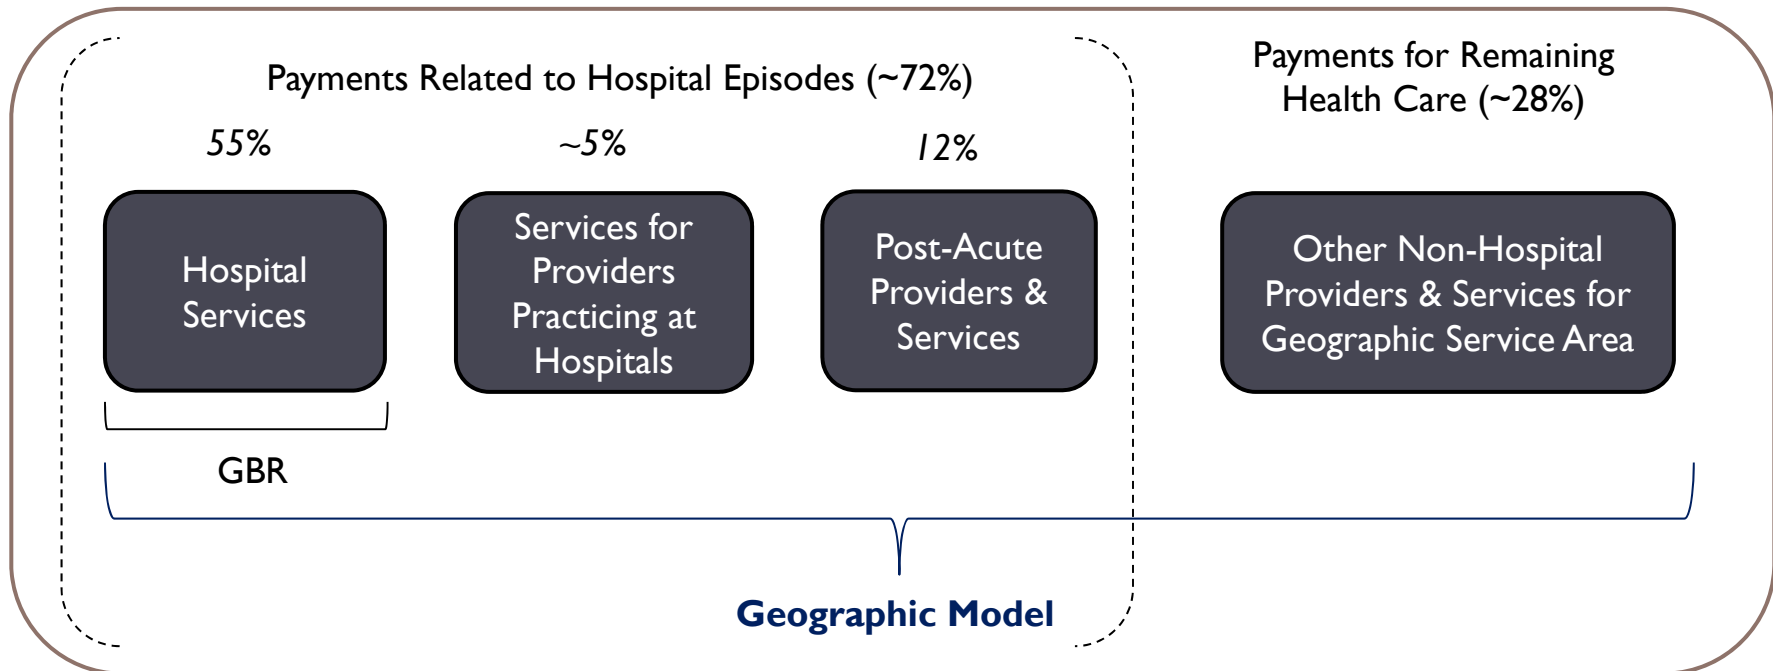 Payments Related to Hospital Episodes (~72%)
Payments for Remaining
Health Care (~28%)
55%
~5%
12%
Hospital
Services
Services for
Providers
Practicing at
Hospitals
Post-Acute
Providers &
Services
Other Non-Hospital
Providers & Services for
Geographic Service Area
GBR
Geographic Model